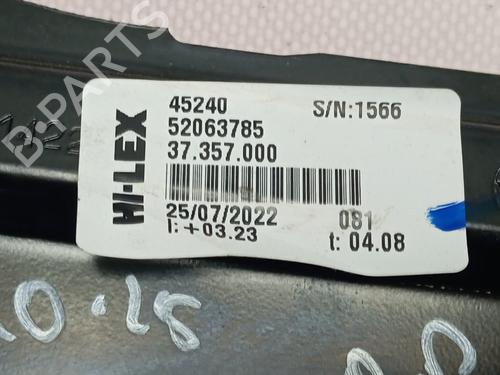 HI-LEX
45240
S/N:1566
52063785
37.357.000
25/07/2022
081
I: +03.23
t: 04.08
B-PARTS